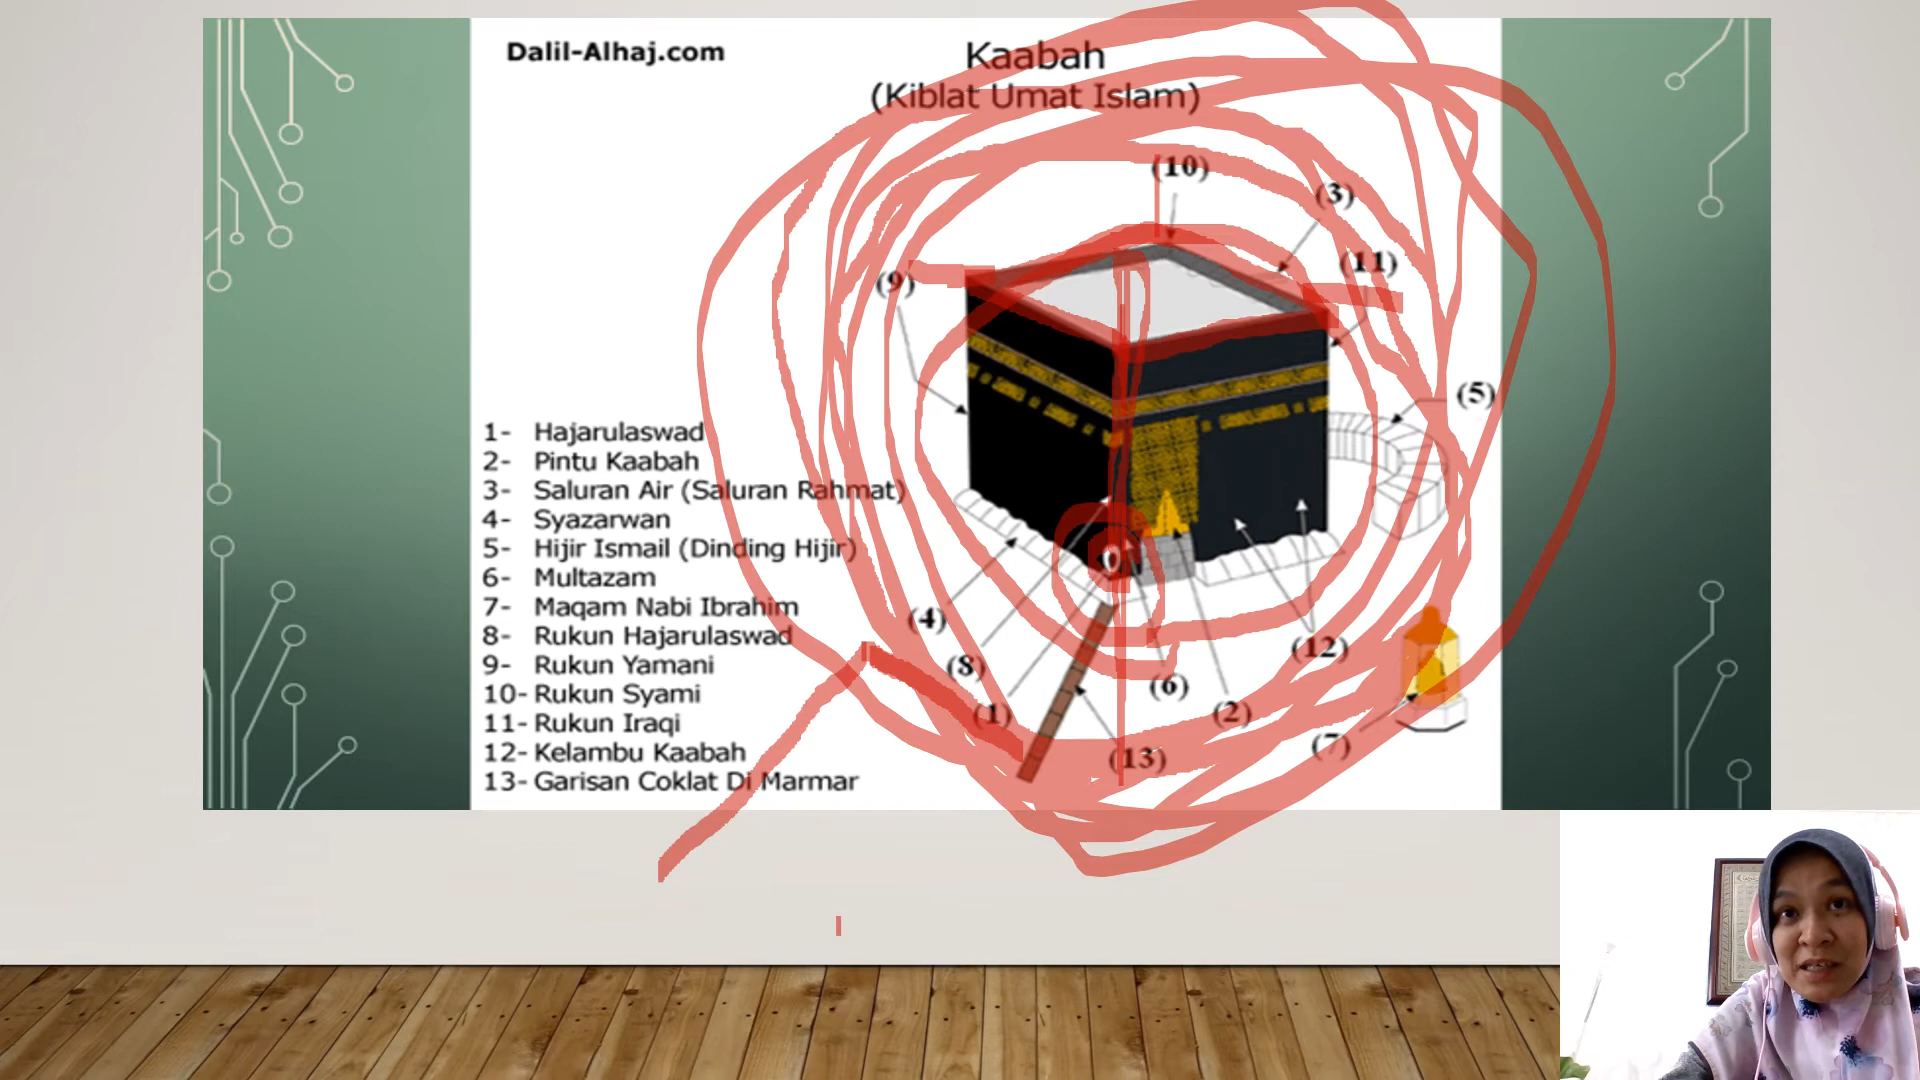 Dalil-Alhaj.com
Kaabah
(Kiblat Umat Islam)
(10)
(3)
(11)
(9)
(5)
1- Hajarulaswad
2- Pintu Kaabah
3- Saluran Air (Saluran Rahmat)
4- Syazarwan
5- Hijir Ismail (Dinding Hijir)
6- Multazam
7- Maqam Nabi Ibrahim
8- Rukun Hajarulaswad
9- Rukun Yamani
10- Rukun Syami
11- Rukun Iraqi
12- Kelambu Kaabah
13- Garisan Coklat Di Marmar
(4)
(8)
(12)
(6)
(1)
(2)
(7)
(13)